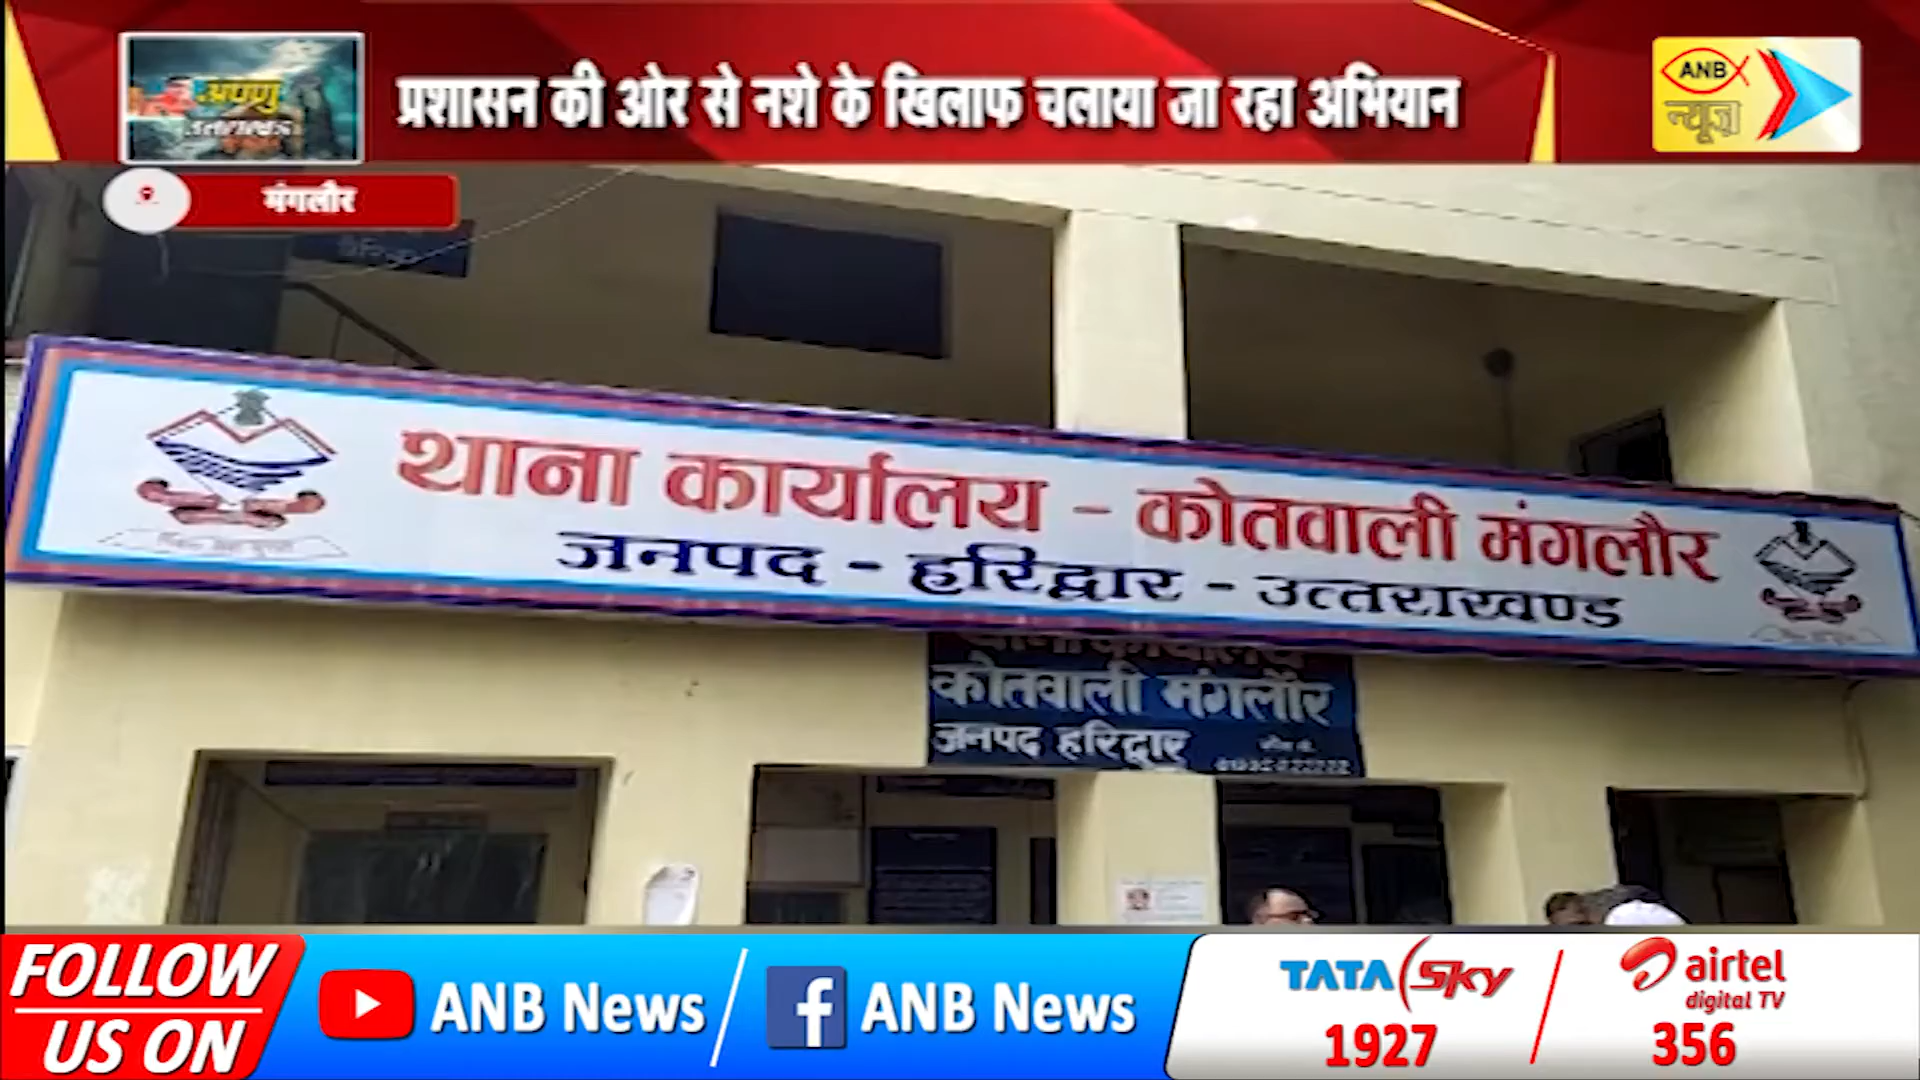 अपणु
प्रशासन की ओर से नशे के खिलाफ चलाया जा रहा अभियान
ANB
न्यूज़
मंगलौर
थाना कार्यालय - कोतवाली मंगलौर
जनपद - हरिद्वार - उत्तराखण्ड
कोतवाली मंगलौर
जनपद हरिद्वार
FOLLOW
US ON
ANB News
ANB News
TATA Sky
1927
airtel
digital TV
356